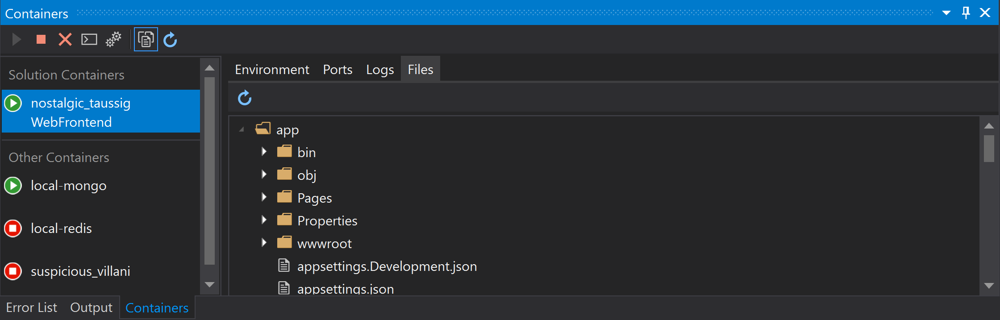 Containers
Solution Containers
nostalgic_taussig
WebFrontend
Other Containers
local-mongo
local-redis
suspicious_villani
Environment Ports Logs Files
app
bin
obj
Pages
Properties
wwwroot
appsettings.Development.json
appsettings.json
Error List Output Containers